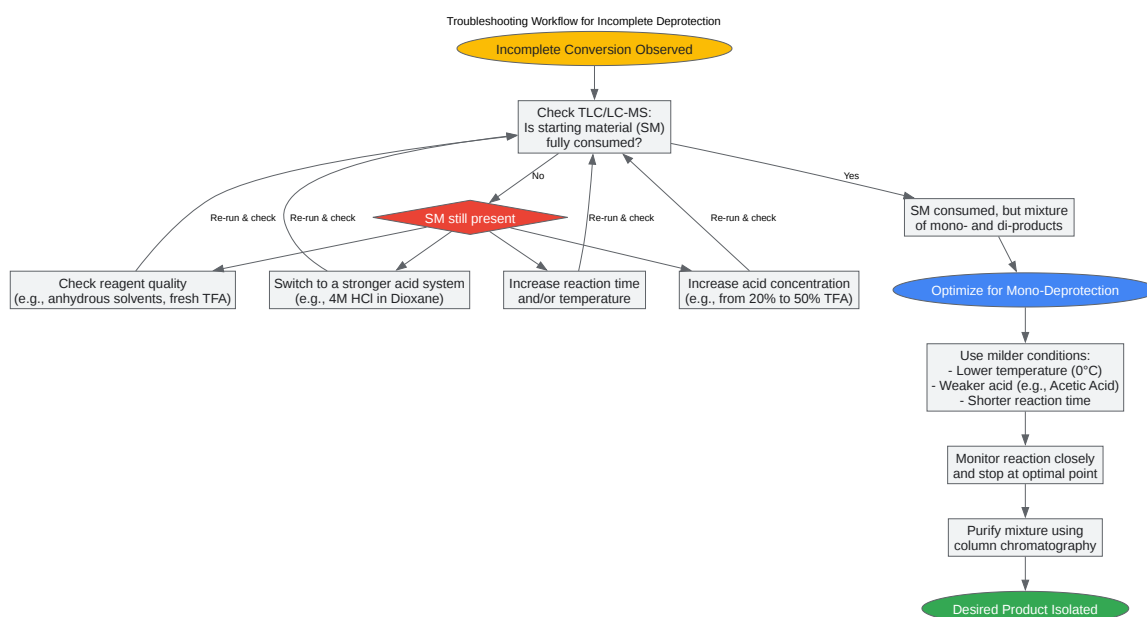 Troubleshooting Workflow for Incomplete Deprotection
Incomplete Conversion Observed
Check TLC/LC-MS:
Is starting material (SM)
fully consumed?
No
Yes
Re-run & check
Re-run & check
Re-run & check
Re-run & check
SM still present
SM consumed, but mixture
of mono- and di-products
Check reagent quality
(e.g., anhydrous solvents, fresh TFA)
Switch to a stronger acid system
(e.g., 4M HCl in Dioxane)
Increase reaction time
and/or temperature
Increase acid concentration
(e.g., from 20% to 50% TFA)
Optimize for Mono-Deprotection
Use milder conditions:
- Lower temperature (0°C)
- Weaker acid (e.g., Acetic Acid)
- Shorter reaction time
Monitor reaction closely
and stop at optimal point
Purify mixture using
column chromatography
Desired Product Isolated